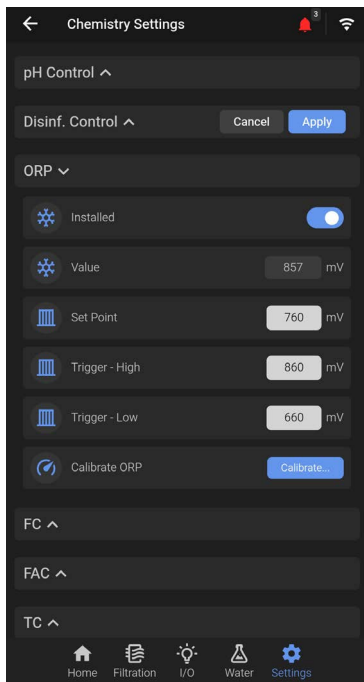 Chemistry Settings
3
pH Control
Disinf. Control Cancel Apply
ORP
Installed
Value 857 mV
Set Point 760 mV
Trigger - High 860 mV
Trigger - Low 660 mV
Calibrate ORP Calibrate...
FC
FAC
TC
Home Filtration I/O Water Settings